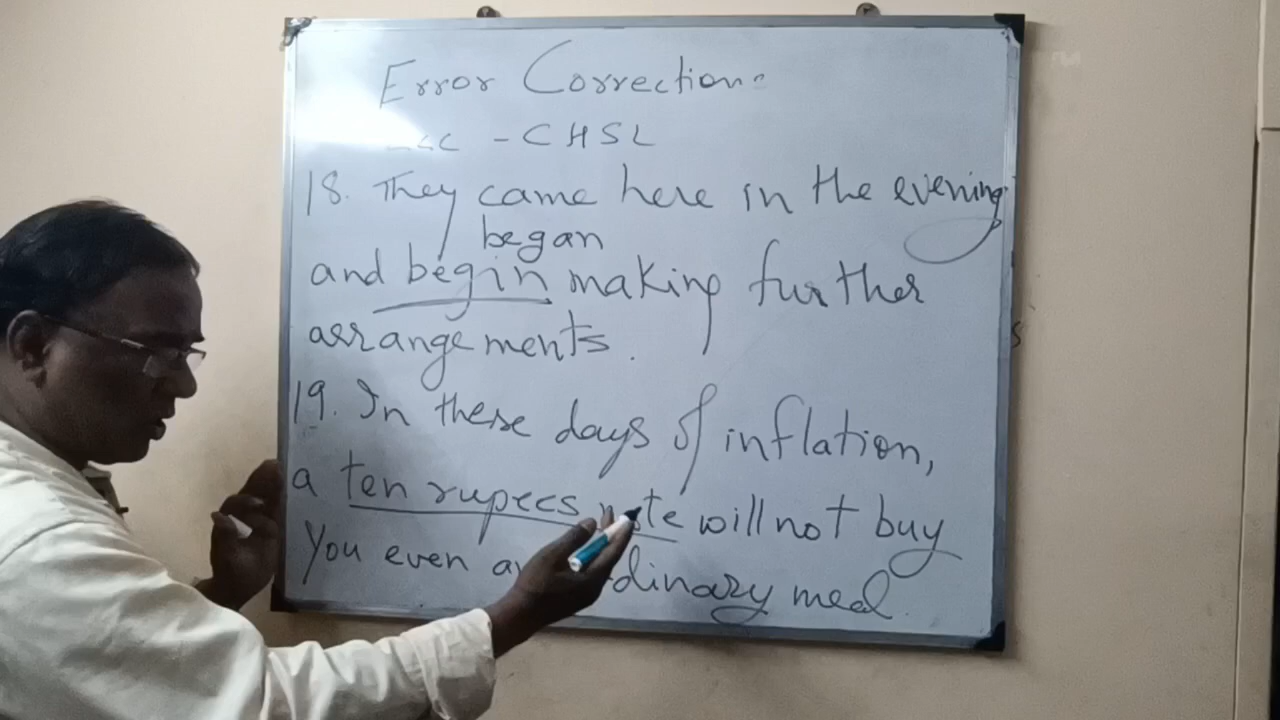 Error Correction:
- CHSL
18. They came here in the evening
began
and begin making further
arrangements.
19. In these days of inflation,
a ten rupees note will not buy
You even meal.